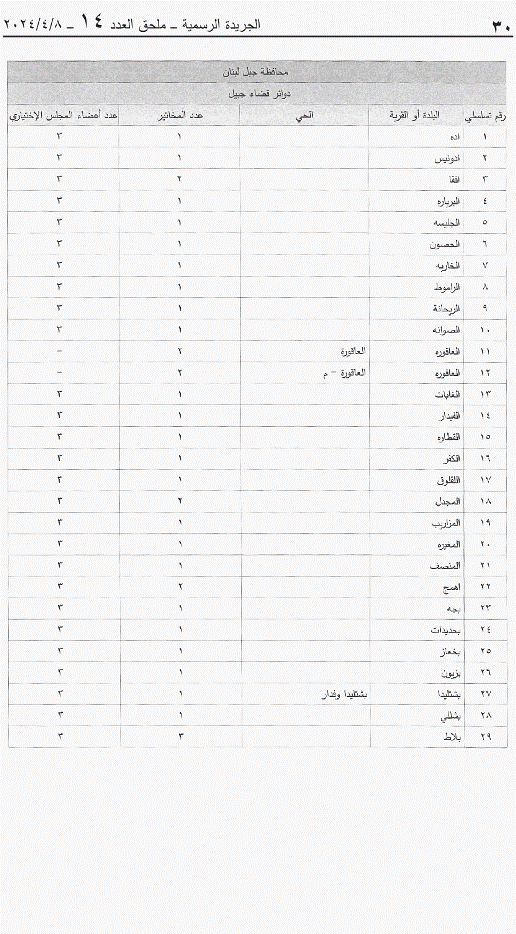 ٣٠ الجريدة الرسمية – ملحق العدد ١٤ – ٢٠٢٤/٤/٨
محافظة جبل لبنان
دوائر قضاء جبيل
رقم تسلسلي البلدة أو القرية الحي عدد المخاتير عدد أعضاء المجلس الإختياري
١ اده ١ ٣
٢ ادونيس ١ ٣
٣ افقا ٢ ٣
٤ البرباره ١ ٣
٥ الجليسه ١ ٣
٦ الحصون ١ ٣
٧ الخاربه ١ ٣
٨ الراموط ١ ٣
٩ الريحانة ١ ٣
١٠ الصوانه ١ ٣
١١ العاقوره العاقورة ٢ –
١٢ العاقوره العاقورة – م ٢ –
١٣ الغابات ١ ٣
١٤ الفيدار ١ ٣
١٥ القطاره ١ ٣
١٦ الكفر ١ ٣
١٧ اللقلوق ١ ٣
١٨ المجدل ٢ ٣
١٩ المزاريب ١ ٣
٢٠ المغيره ١ ٣
٢١ المنصف ١ ٣
٢٢ اهمج ٢ ٣
٢٣ بجه ١ ٣
٢٤ بحديدات ١ ٣
٢٥ بخعاز ١ ٣
٢٦ بزيون ١ ٣
٢٧ بشتليدا بشتليدا وفدار ١ ٣
٢٨ بشللي ١ ٣
٢٩ بلاط ٣ ٣